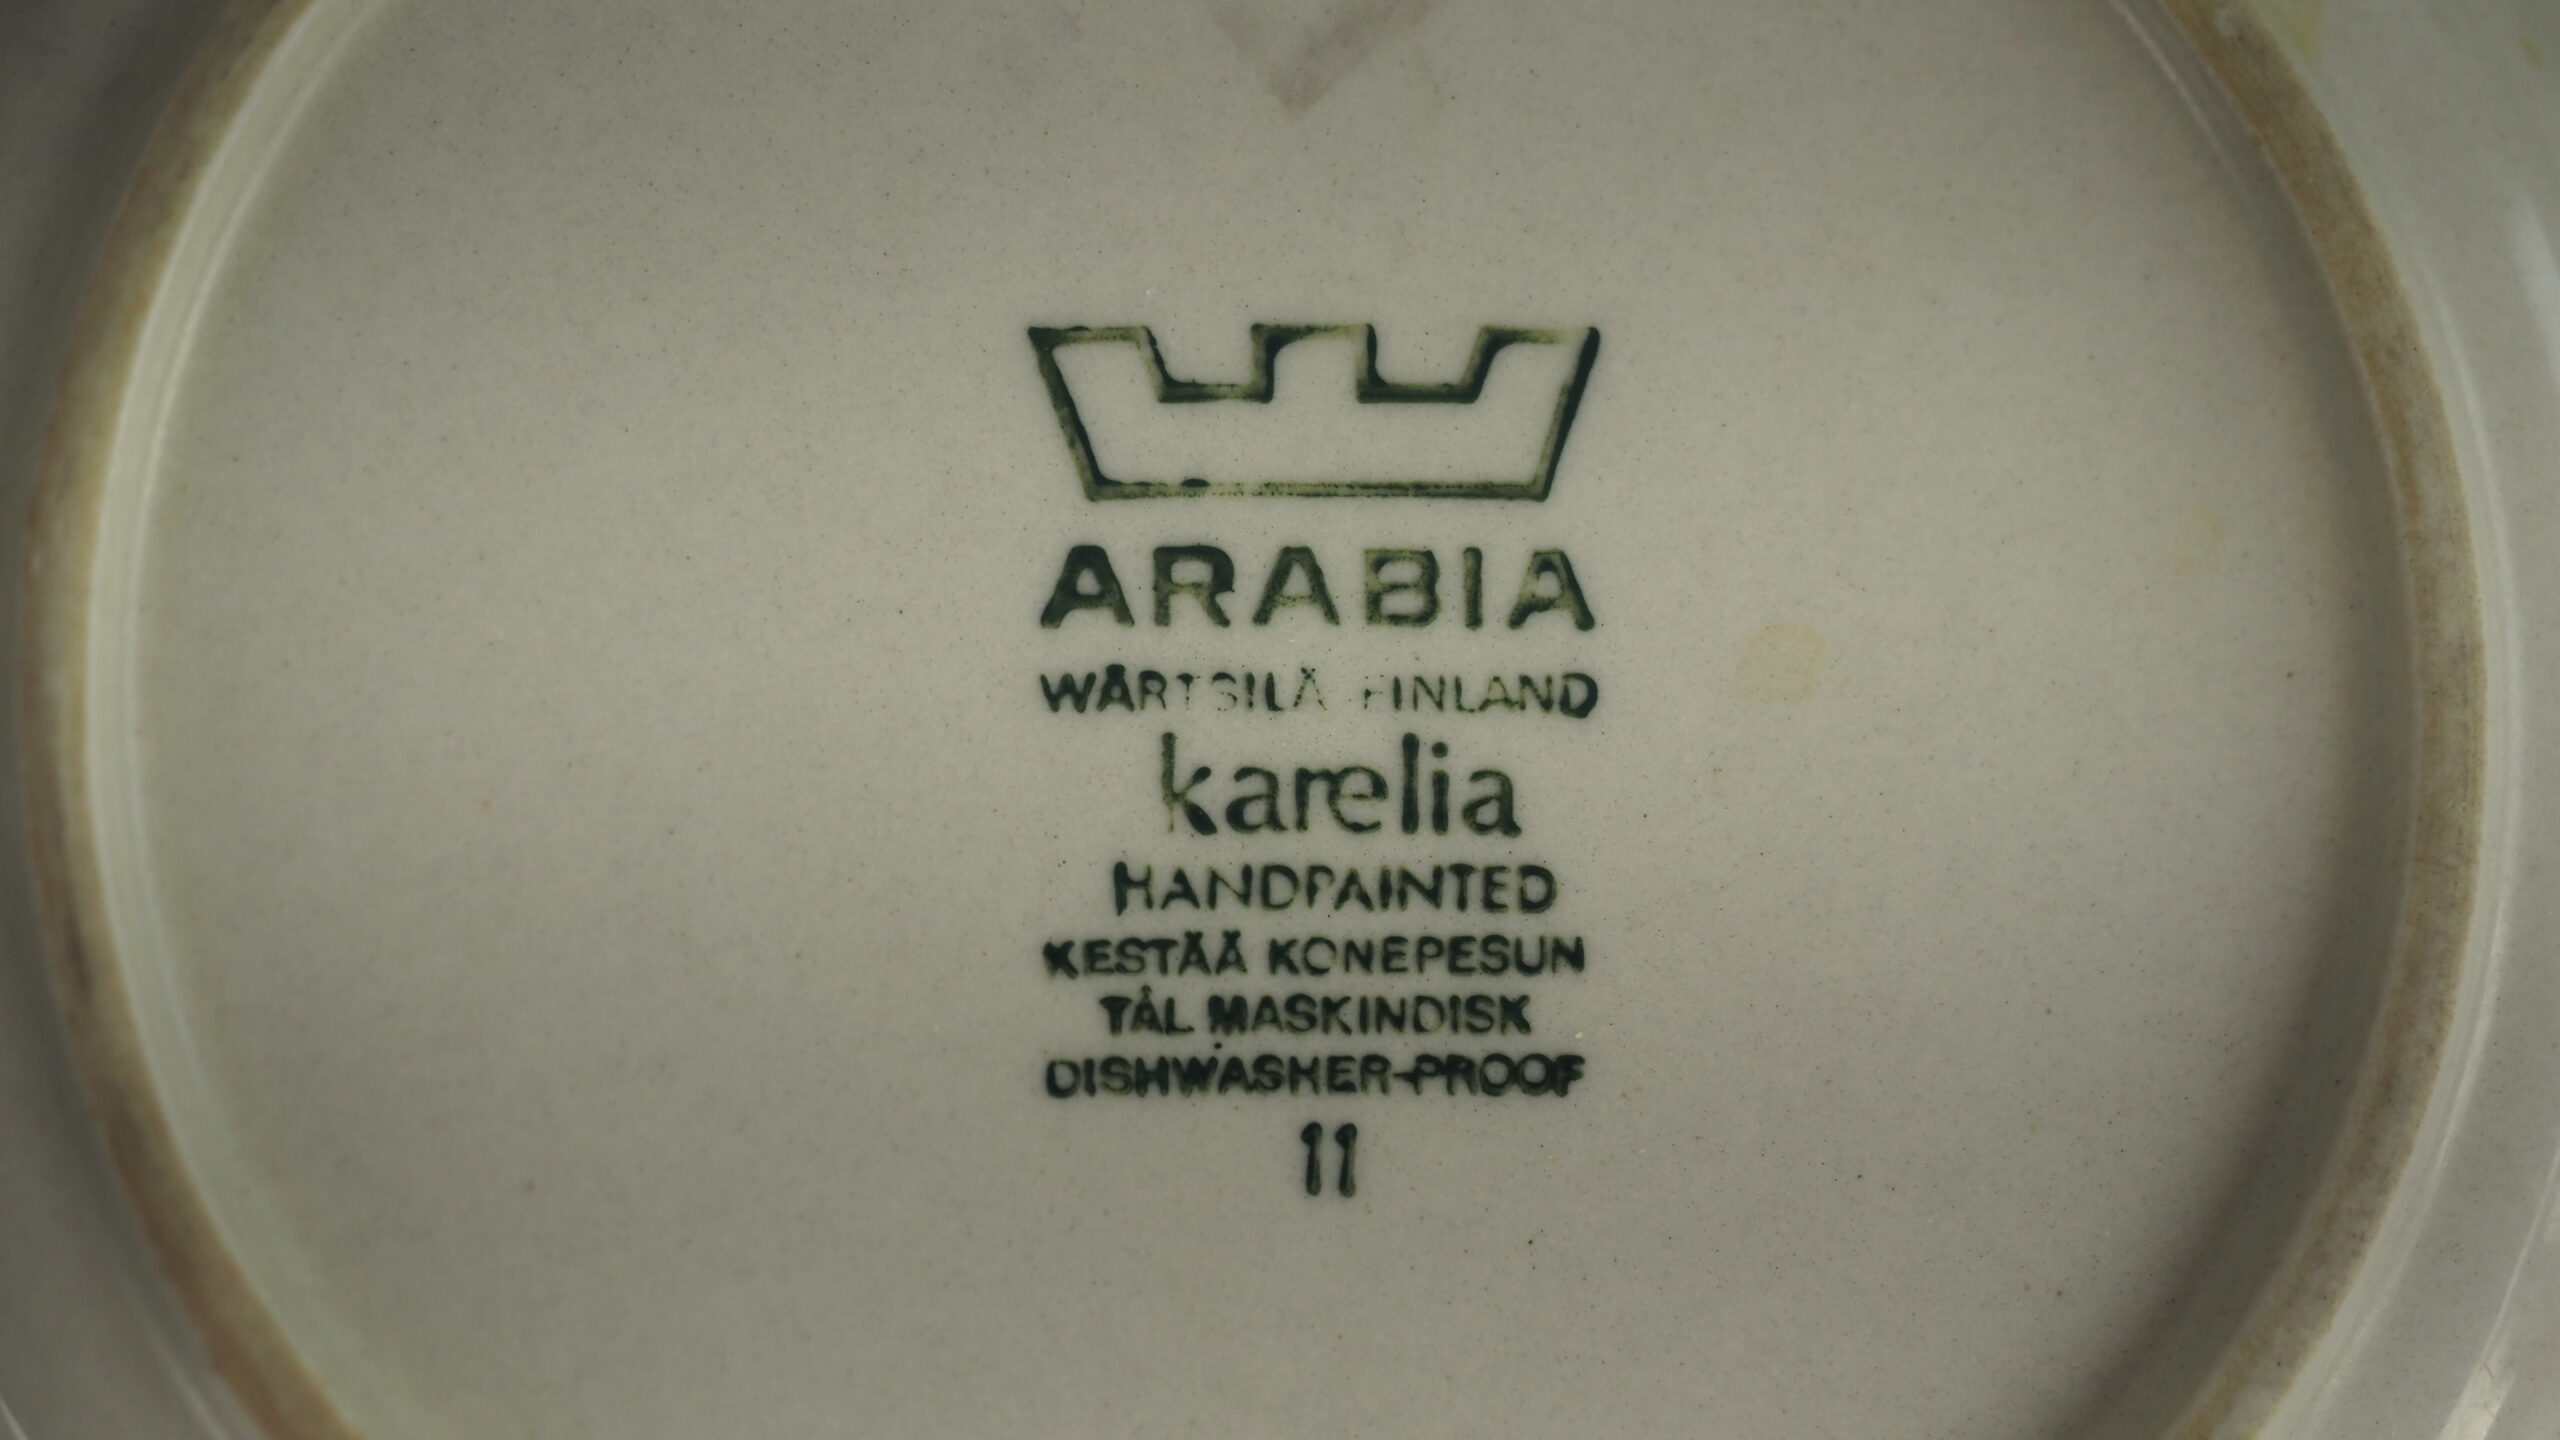 ARABIA
WÄRTSILÄ FINLAND
karelia
HANDPAINTED
KESTÄÄ KONEPESUN
TÅL MASKINDISK
DISHWASHER-PROOF
11